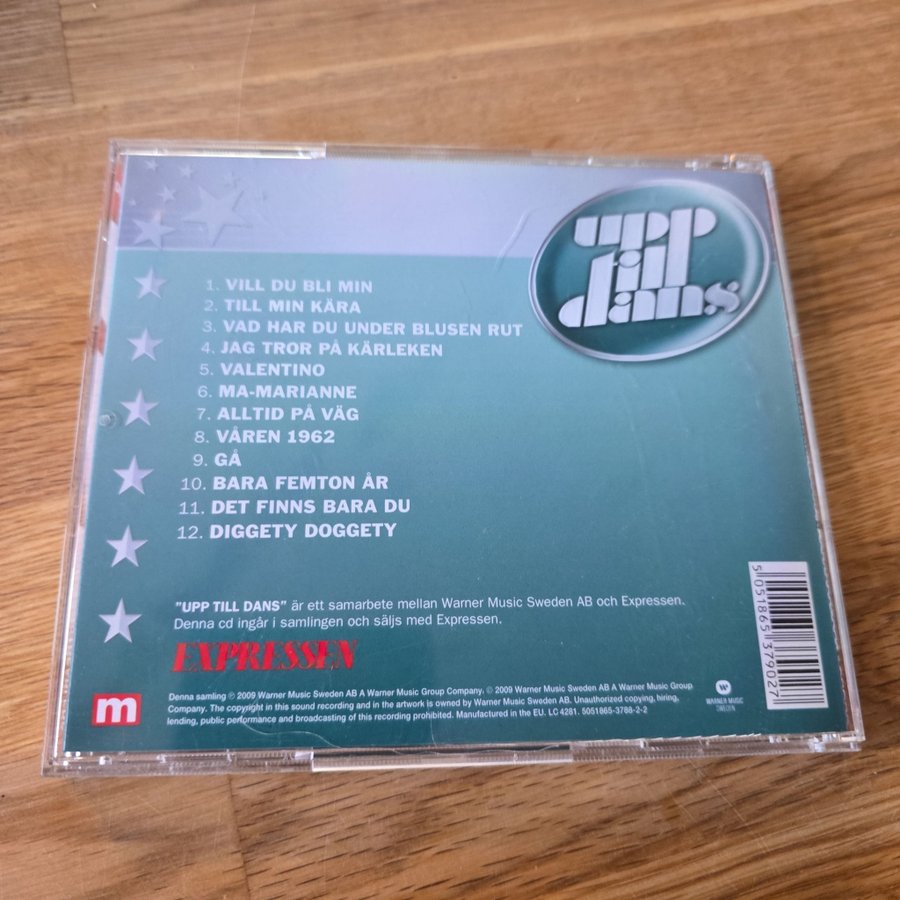 upp
till
dans
1. VILL DU BLI MIN
2. TILL MIN KÄRA
3. VAD HAR DU UNDER BLUSEN RUT
4. JAG TROR PÅ KÄRLEKEN
5. VALENTINO
6. MA-MARIANNE
7. ALLTID PÅ VÄG
8. VÅREN 1962
9. GÅ
10. BARA FEMTON ÅR
11. DET FINNS BARA DU
12. DIGGETY DOGGETY
"UPP TILL DANS" är ett samarbete mellan Warner Music Sweden AB och Expressen.
Denna cd ingår i samlingen och säljs med Expressen.
EXPRESSEN
m
Denna samling ℗ 2009 Warner Music Sweden AB A Warner Music Group Company. © 2009 Warner Music Sweden AB A Warner Music Group
Company. The copyright in this sound recording and in the artwork is owned by Warner Music Sweden AB. Unauthorized copying, hiring,
lending, public performance and broadcasting of this recording prohibited. Manufactured in the EU. LC 4281. 5051865-3788-2-2
5 051865 379027
WARNER MUSIC
SWEDEN